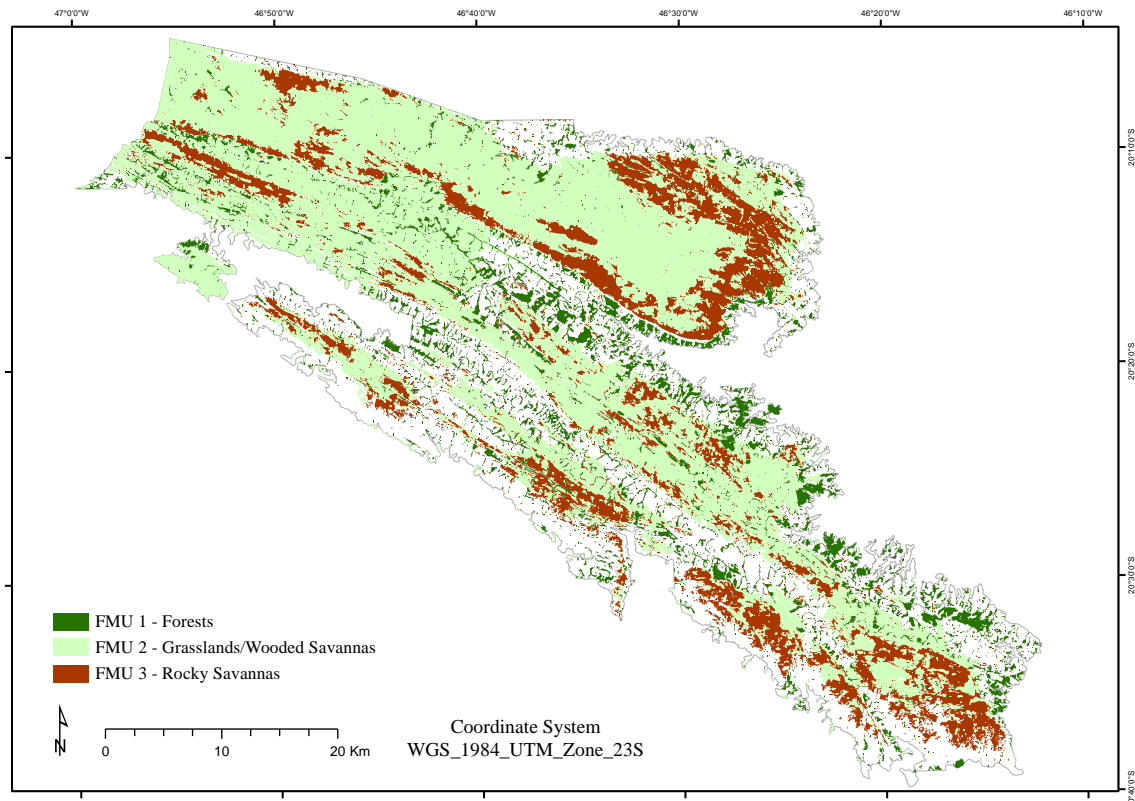 47°0'0"W 46°50'0"W 46°40'0"W 46°30'0"W 46°20'0"W 46°10'0"W
20°10'0"S
20°20'0"S
20°30'0"S
FMU 1 - Forests
FMU 2 - Grasslands/Wooded Savannas
FMU 3 - Rocky Savannas
N
0 10 20 Km
Coordinate System
WGS_1984_UTM_Zone_23S
°40'0"S